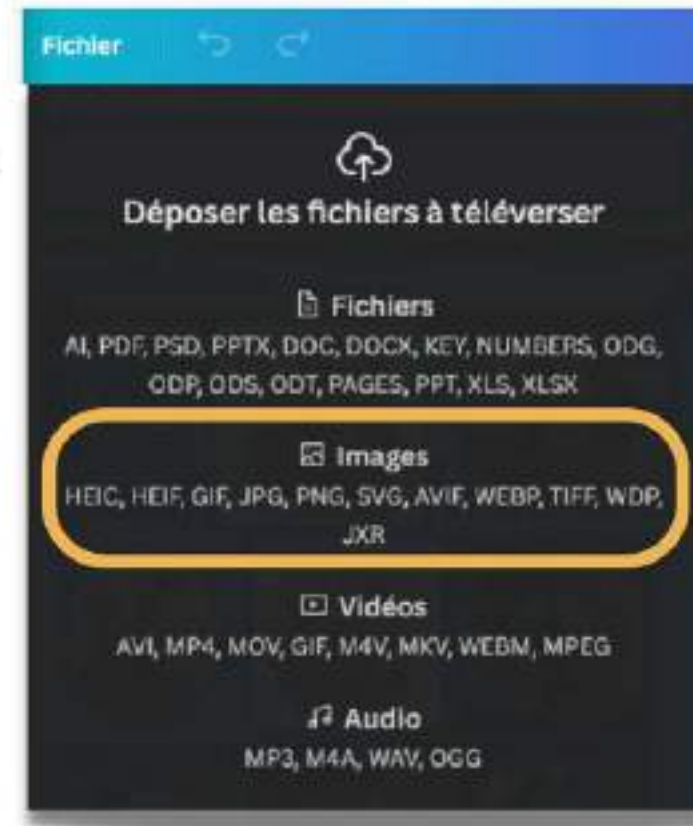 Fichier
Déposer les fichiers à téléverser
Fichiers
AI, PDF, PSD, PPTX, DOC, DOCX, KEY, NUMBERS, ODG,
ODP, ODS, ODT, PAGES, PPT, XLS, XLSX
Images
HEIC, HEIF, GIF, JPG, PNG, SVG, AVIF, WEBP, TIFF, WDP,
JXR
Vidéos
AVI, MP4, MOV, GIF, M4V, MKV, WEBM, MPEG
Audio
MP3, M4A, WAV, OGG